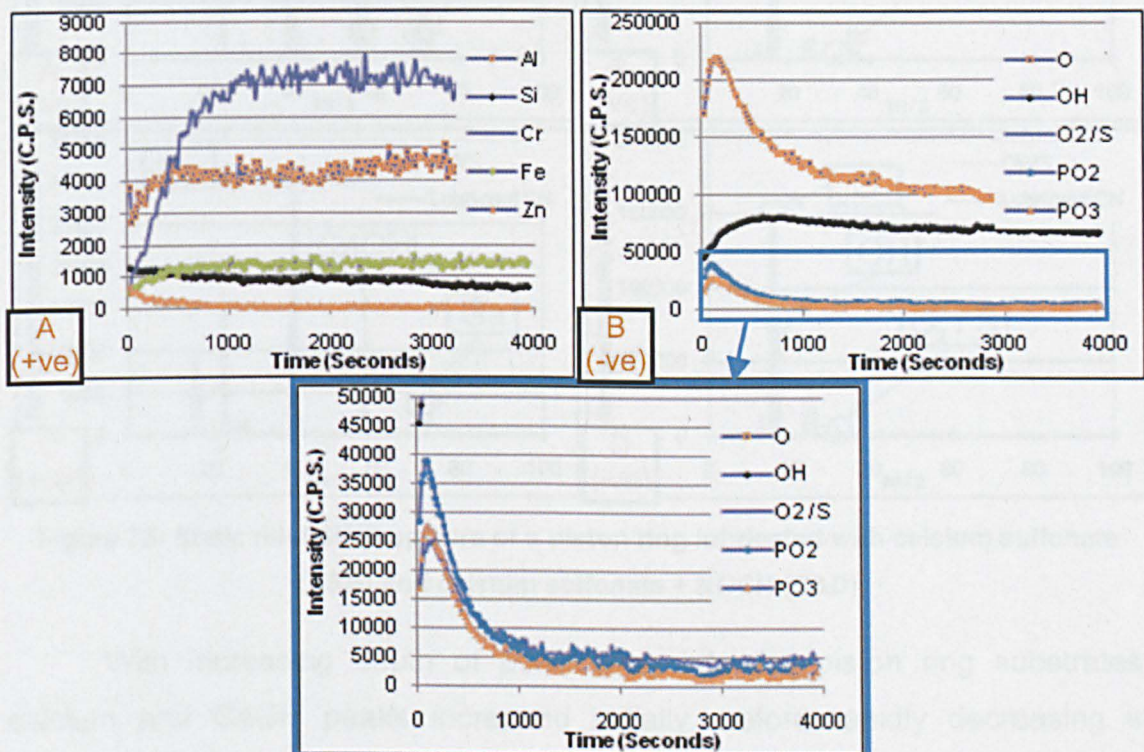 9000
8000
7000
6000
5000
4000
3000
2000
1000
0
Intensity (C.P.S.)
Al
Si
Cr
Fe
Zn
0 1000 2000 3000 4000
Time (Seconds)
A
(+ve)
250000
200000
150000
100000
50000
0
Intensity (C.P.S.)
O
OH
O2/S
PO2
PO3
0 1000 2000 3000 4000
Time (Seconds)
B
(-ve)
50000
45000
40000
35000
30000
25000
20000
15000
10000
5000
0
Intensity (C.P.S.)
O
OH
O2/S
PO2
PO3
0 1000 2000 3000 4000
Time (Seconds)